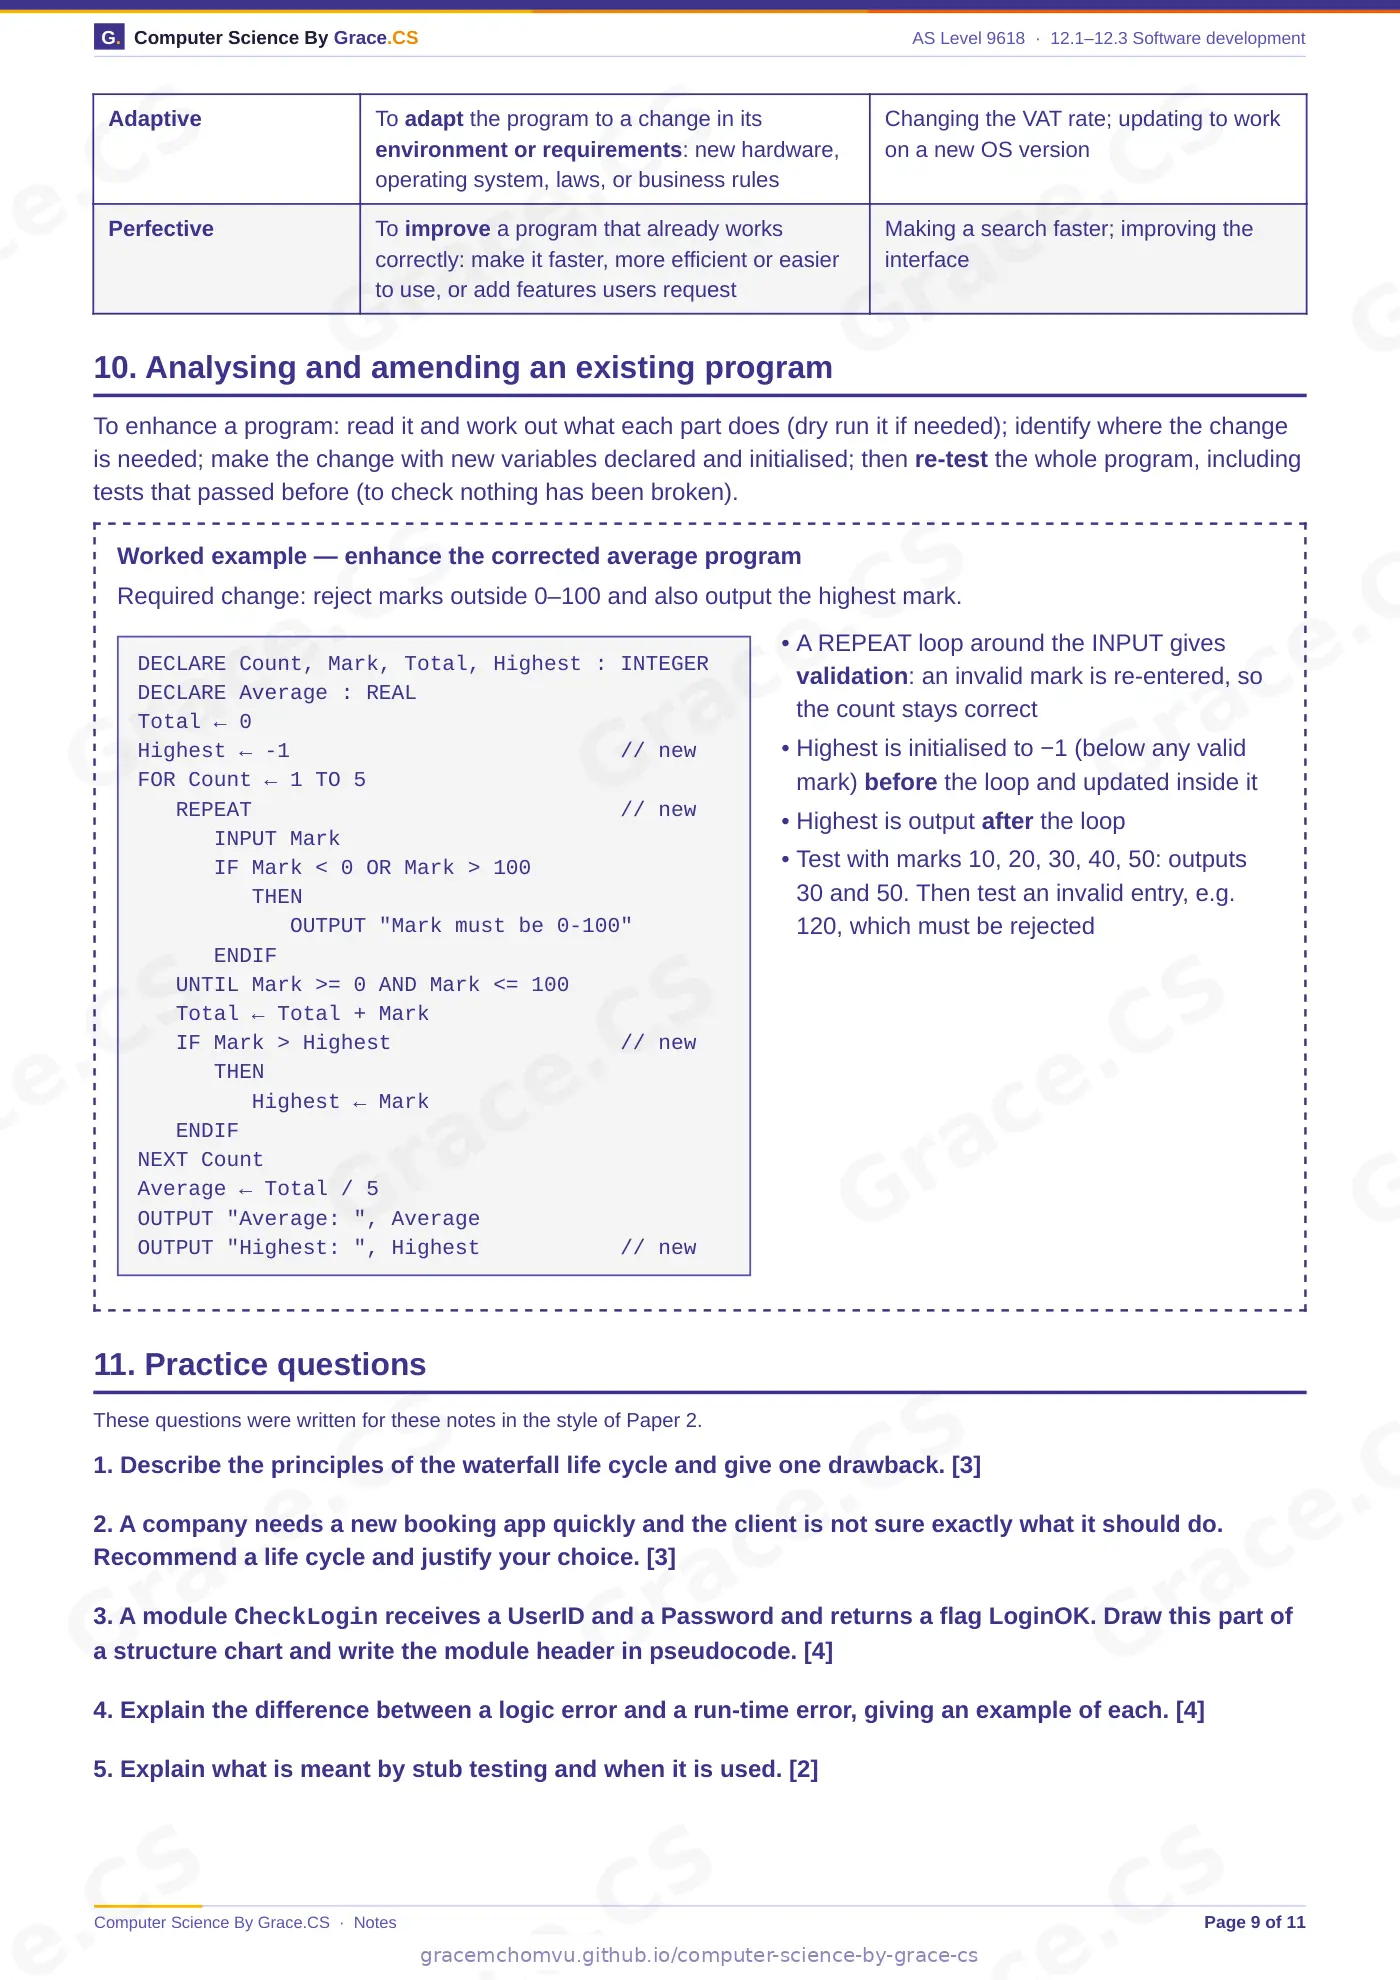 G. Computer Science By Grace.CS
AS Level 9618 · 12.1–12.3 Software development
Adaptive
To adapt the program to a change in its
environment or requirements: new hardware,
operating system, laws, or business rules
Changing the VAT rate; updating to work
on a new OS version
Perfective
To improve a program that already works
correctly: make it faster, more efficient or easier
to use, or add features users request
Making a search faster; improving the
interface
10. Analysing and amending an existing program
To enhance a program: read it and work out what each part does (dry run it if needed); identify where the change
is needed; make the change with new variables declared and initialised; then re-test the whole program, including
tests that passed before (to check nothing has been broken).
Worked example — enhance the corrected average program
Required change: reject marks outside 0–100 and also output the highest mark.
DECLARE Count, Mark, Total, Highest : INTEGER
DECLARE Average : REAL
Total ← 0
Highest ← -1 // new
FOR Count ← 1 TO 5
REPEAT // new
INPUT Mark
IF Mark < 0 OR Mark > 100
THEN
OUTPUT "Mark must be 0-100"
ENDIF
UNTIL Mark >= 0 AND Mark <= 100
Total ← Total + Mark
IF Mark > Highest // new
THEN
Highest ← Mark
ENDIF
NEXT Count
Average ← Total / 5
OUTPUT "Average: ", Average
OUTPUT "Highest: ", Highest // new
• A REPEAT loop around the INPUT gives
validation: an invalid mark is re-entered, so
the count stays correct
• Highest is initialised to −1 (below any valid
mark) before the loop and updated inside it
• Highest is output after the loop
• Test with marks 10, 20, 30, 40, 50: outputs
30 and 50. Then test an invalid entry, e.g.
120, which must be rejected
11. Practice questions
These questions were written for these notes in the style of Paper 2.
1. Describe the principles of the waterfall life cycle and give one drawback. [3]
2. A company needs a new booking app quickly and the client is not sure exactly what it should do.
Recommend a life cycle and justify your choice. [3]
3. A module CheckLogin receives a UserID and a Password and returns a flag LoginOK. Draw this part of
a structure chart and write the module header in pseudocode. [4]
4. Explain the difference between a logic error and a run-time error, giving an example of each. [4]
5. Explain what is meant by stub testing and when it is used. [2]
Computer Science By Grace.CS · Notes
Page 9 of 11
gracemchomvu.github.io/computer-science-by-grace-cs